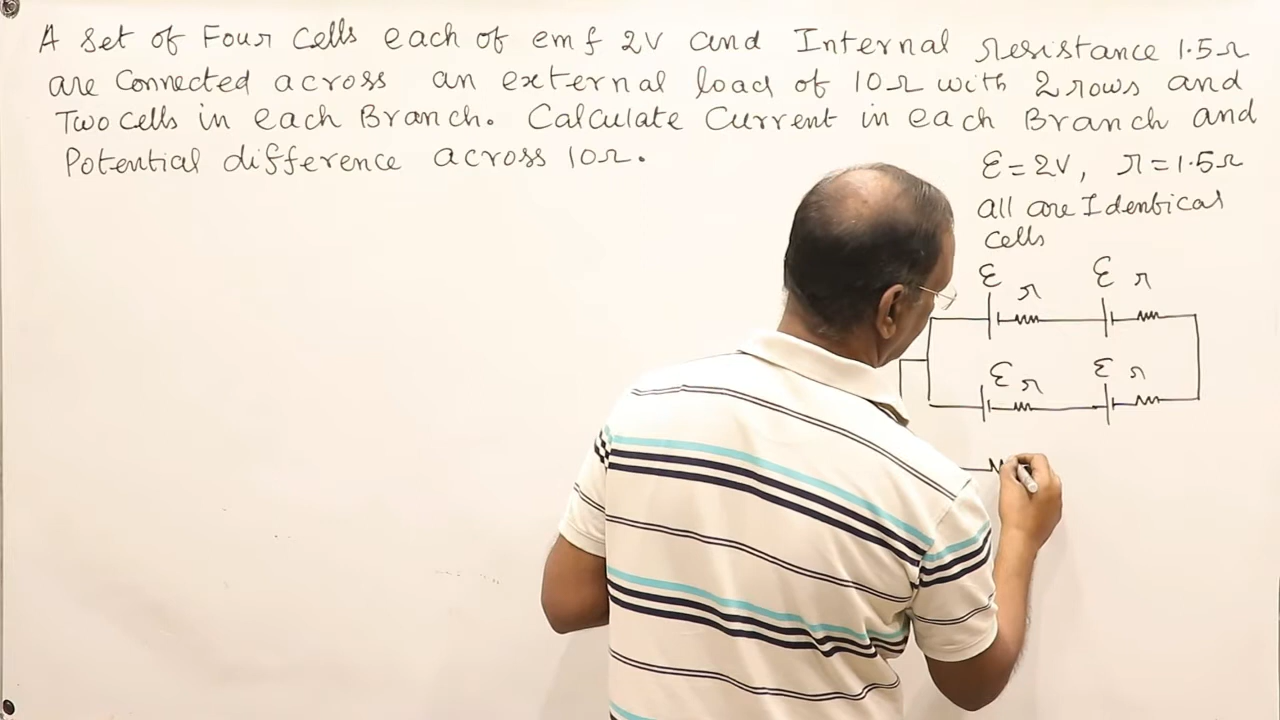 A Set of Four Cells each of emf 2V and Internal resistance 1.5Ω
are Connected across an external load of 10Ω with 2 rows and
Two cells in each Branch. Calculate Current in each Branch and
Potential difference across 10Ω.
ε=2V, r=1.5Ω
all are Identical
cells
ε r ε r
ε r ε r